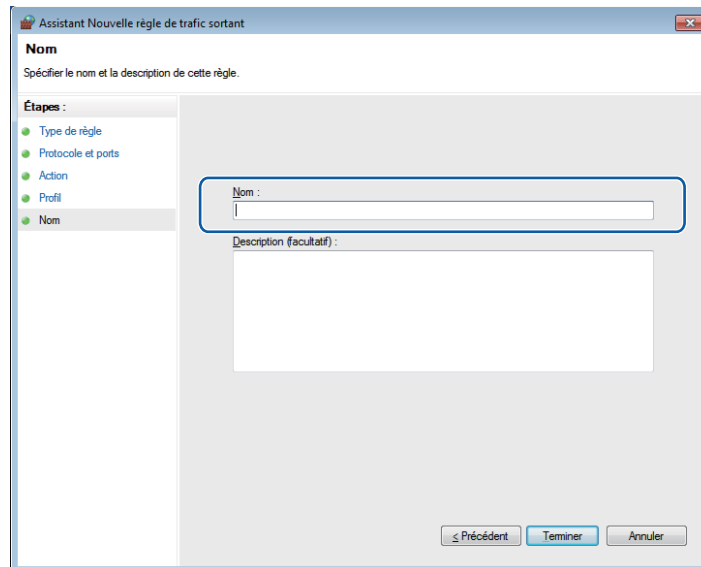 Assistant Nouvelle règle de trafic sortant
Nom
Spécifier le nom et la description de cette règle.
Étapes :
Type de règle
Protocole et ports
Action
Profil
Nom
Nom :
Description (facultatif) :
< Précédent
Terminer
Annuler